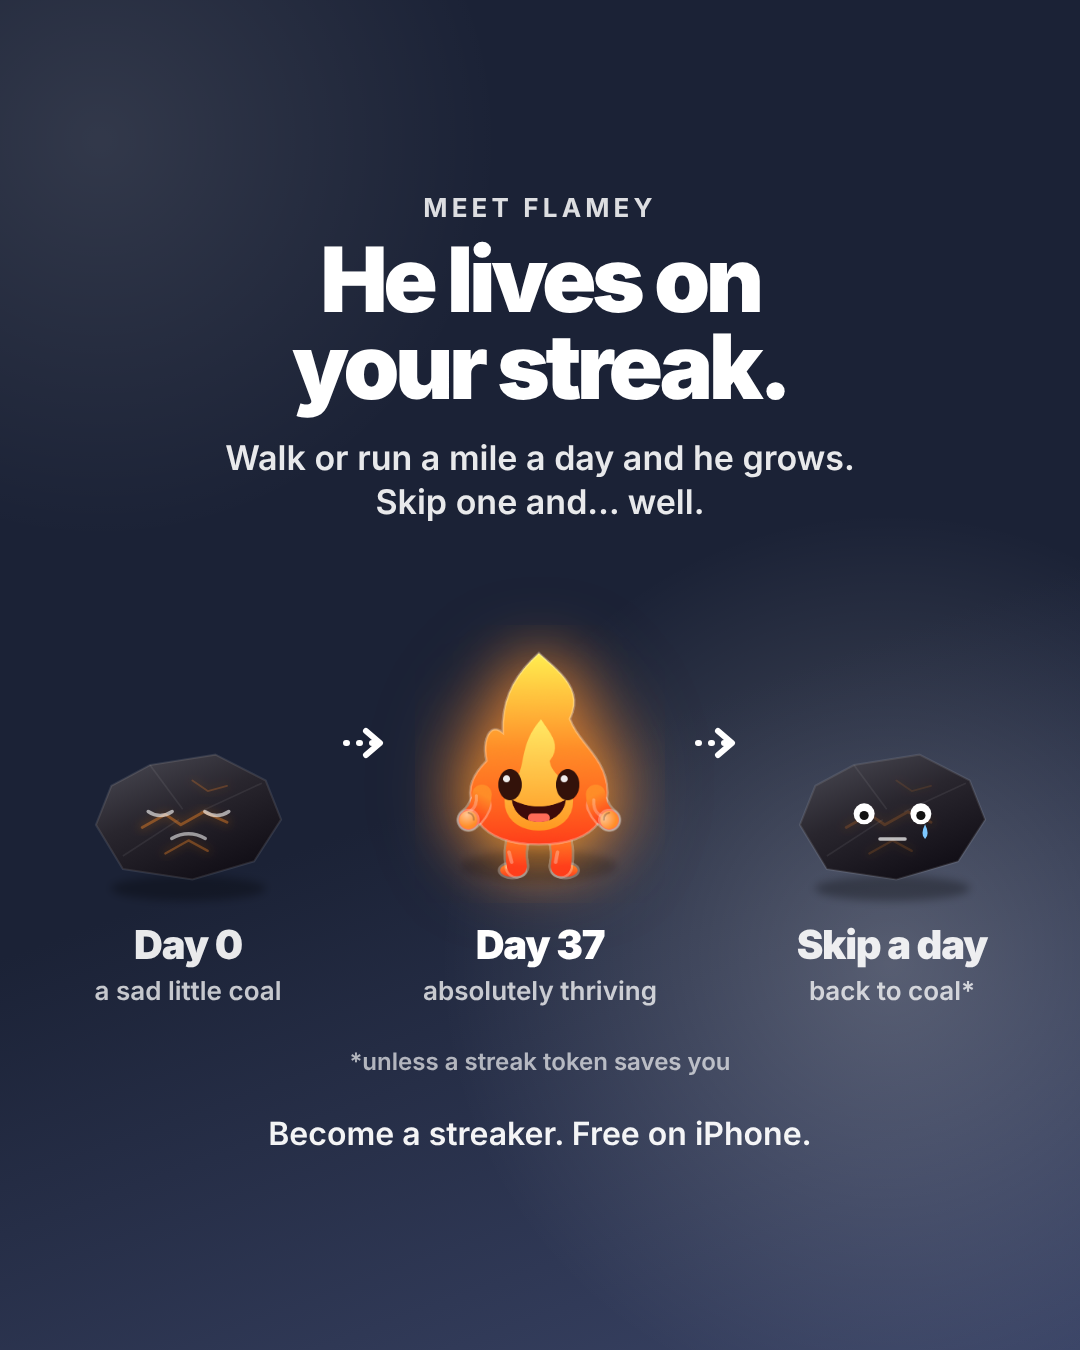 MEET FLAMEY
He lives on
your streak.
Walk or run a mile a day and he grows.
Skip one and... well.
Day 0
a sad little coal
Day 37
absolutely thriving
Skip a day
back to coal*
*unless a streak token saves you
Become a streaker. Free on iPhone.